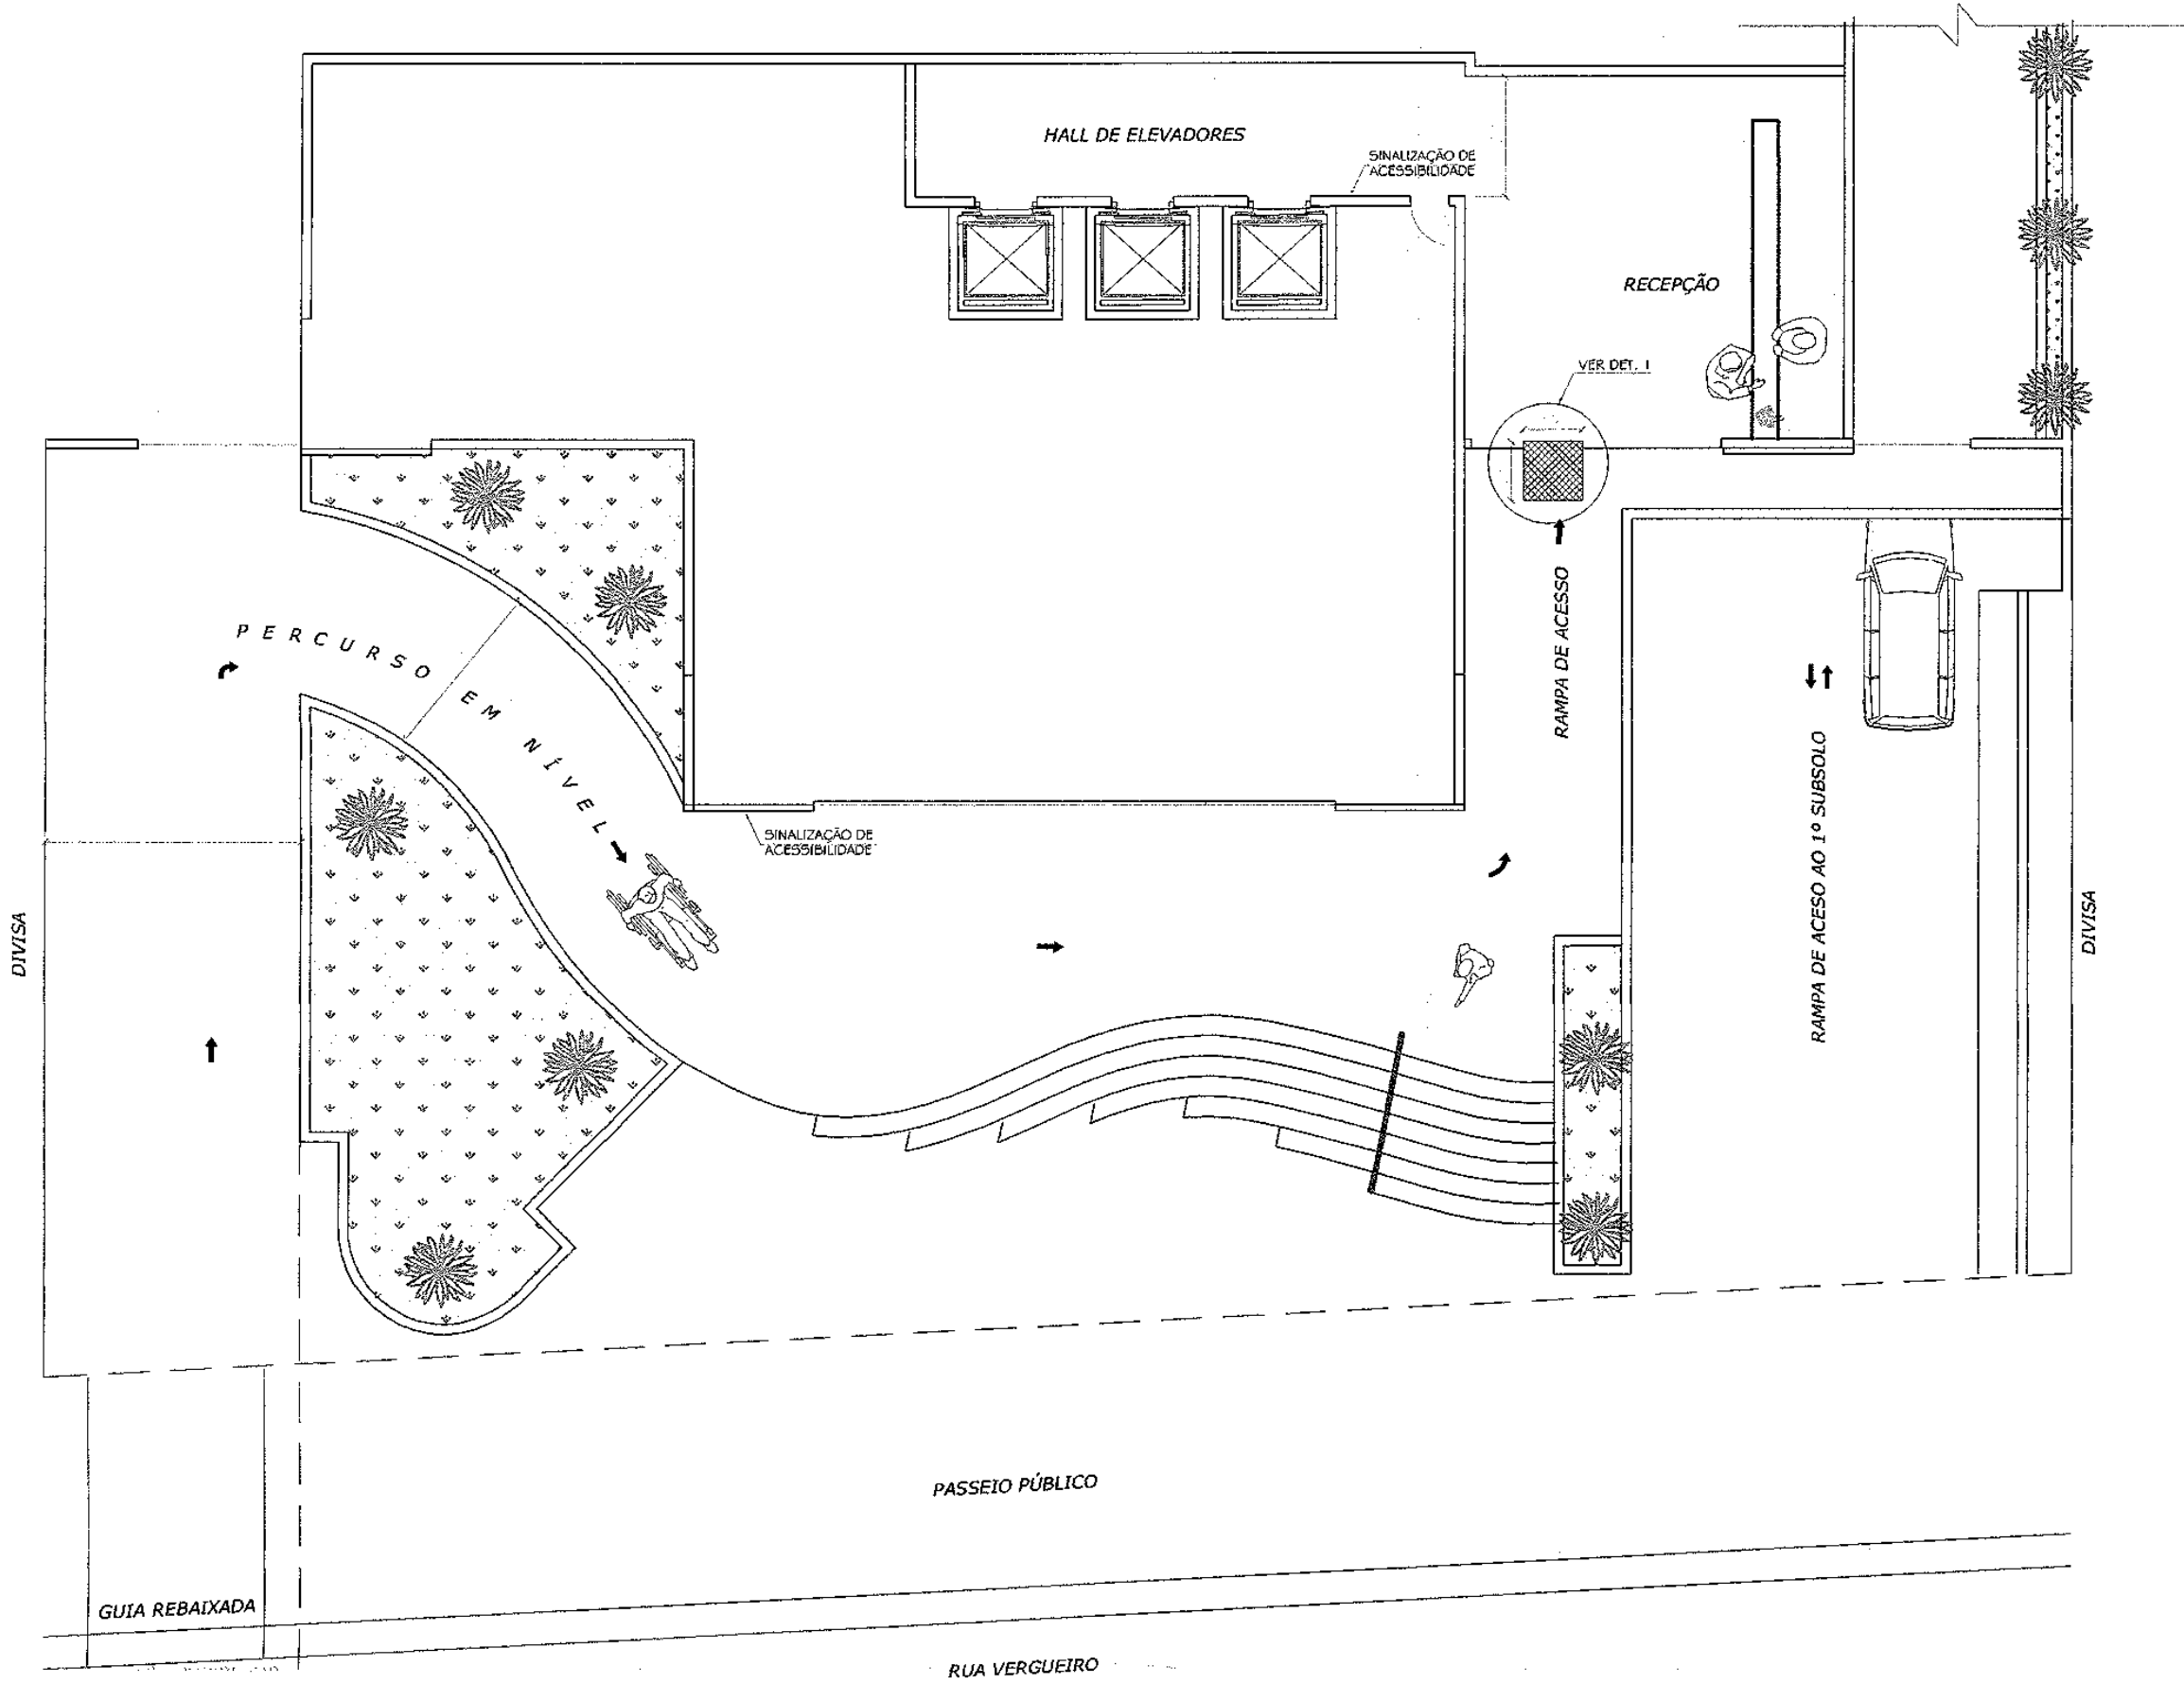 HALL DE ELEVADORES
SINALIZAÇÃO DE
ACESSIBILIDADE
RECEPÇÃO
VER DET. 1
RAMPA DE ACESSO
PERCURSO EM NÍVEL
SINALIZAÇÃO DE
ACESSIBILIDADE
RAMPA DE ACESO AO 1º SUBSOLO
DIVISA
DIVISA
PASSEIO PÚBLICO
GUIA REBAIXADA
RUA VERGUEIRO